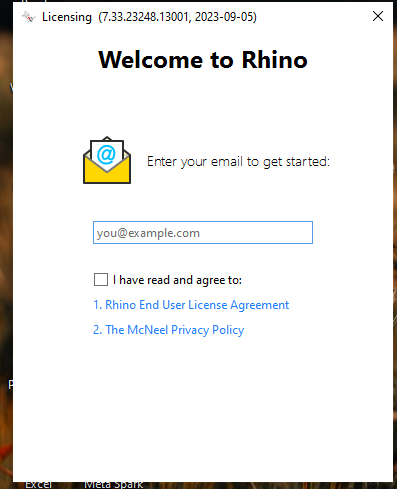 Licensing (7.33.23248.13001, 2023-09-05)
Welcome to Rhino
@
Enter your email to get started:
you@example.com
I have read and agree to:
1. Rhino End User License Agreement
2. The McNeel Privacy Policy
Excel
Meta Spark